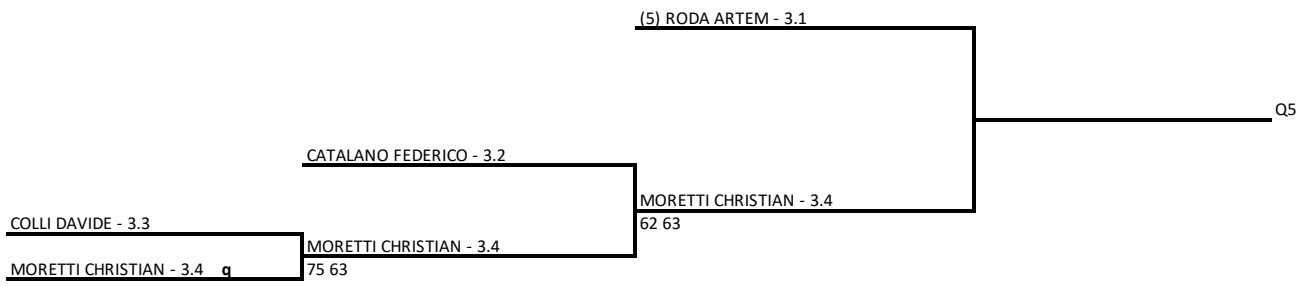 (5) RODA ARTEM - 3.1
Q5
CATALANO FEDERICO - 3.2
MORETTI CHRISTIAN - 3.4
62 63
COLLI DAVIDE - 3.3
MORETTI CHRISTIAN - 3.4
75 63
MORETTI CHRISTIAN - 3.4 q